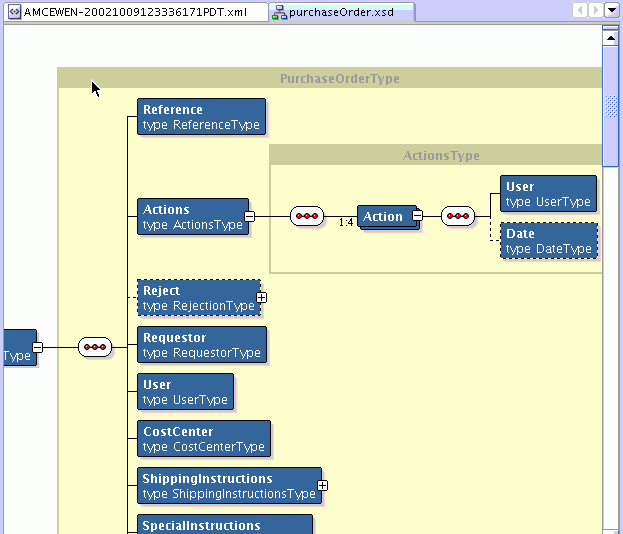 AMCEWEN-20021009123336171PDT.xml
purchaseOrder.xsd
PurchaseOrderType
Reference
type ReferenceType
ActionsType
Actions
type ActionsType
1:4
Action
User
type UserType
Date
type DateType
Reject
type RejectionType
Requestor
type RequestorType
Type
User
type UserType
CostCenter
type CostCenterType
ShippingInstructions
type ShippingInstructionsType
SpecialInstructions